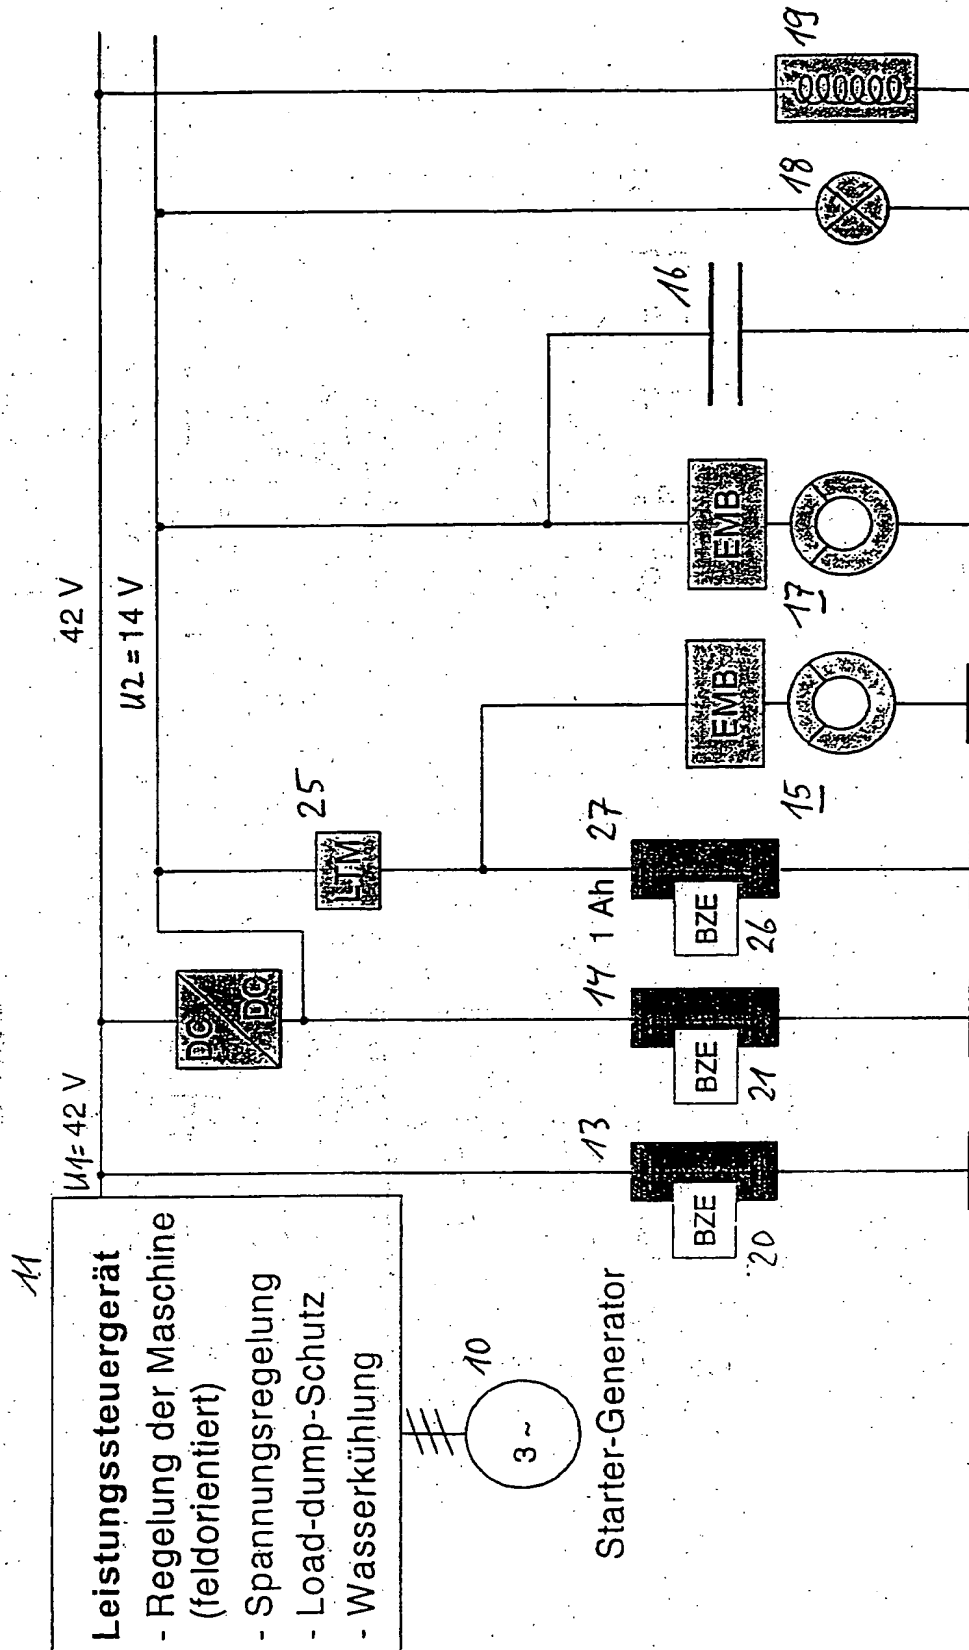 11
Leistungssteuergerät
- Regelung der Maschine
(feldorientiert)
- Spannungsregelung
- Load-dump-Schutz
- Wasserkühlung
U1=42 V
42 V
U2=14 V
DC
DC
LTM
25
10
3~
Starter-Generator
13
BZE
20
14
BZE
21
1 Ah
27
BZE
26
EMB
15
EMB
17
16
18
19